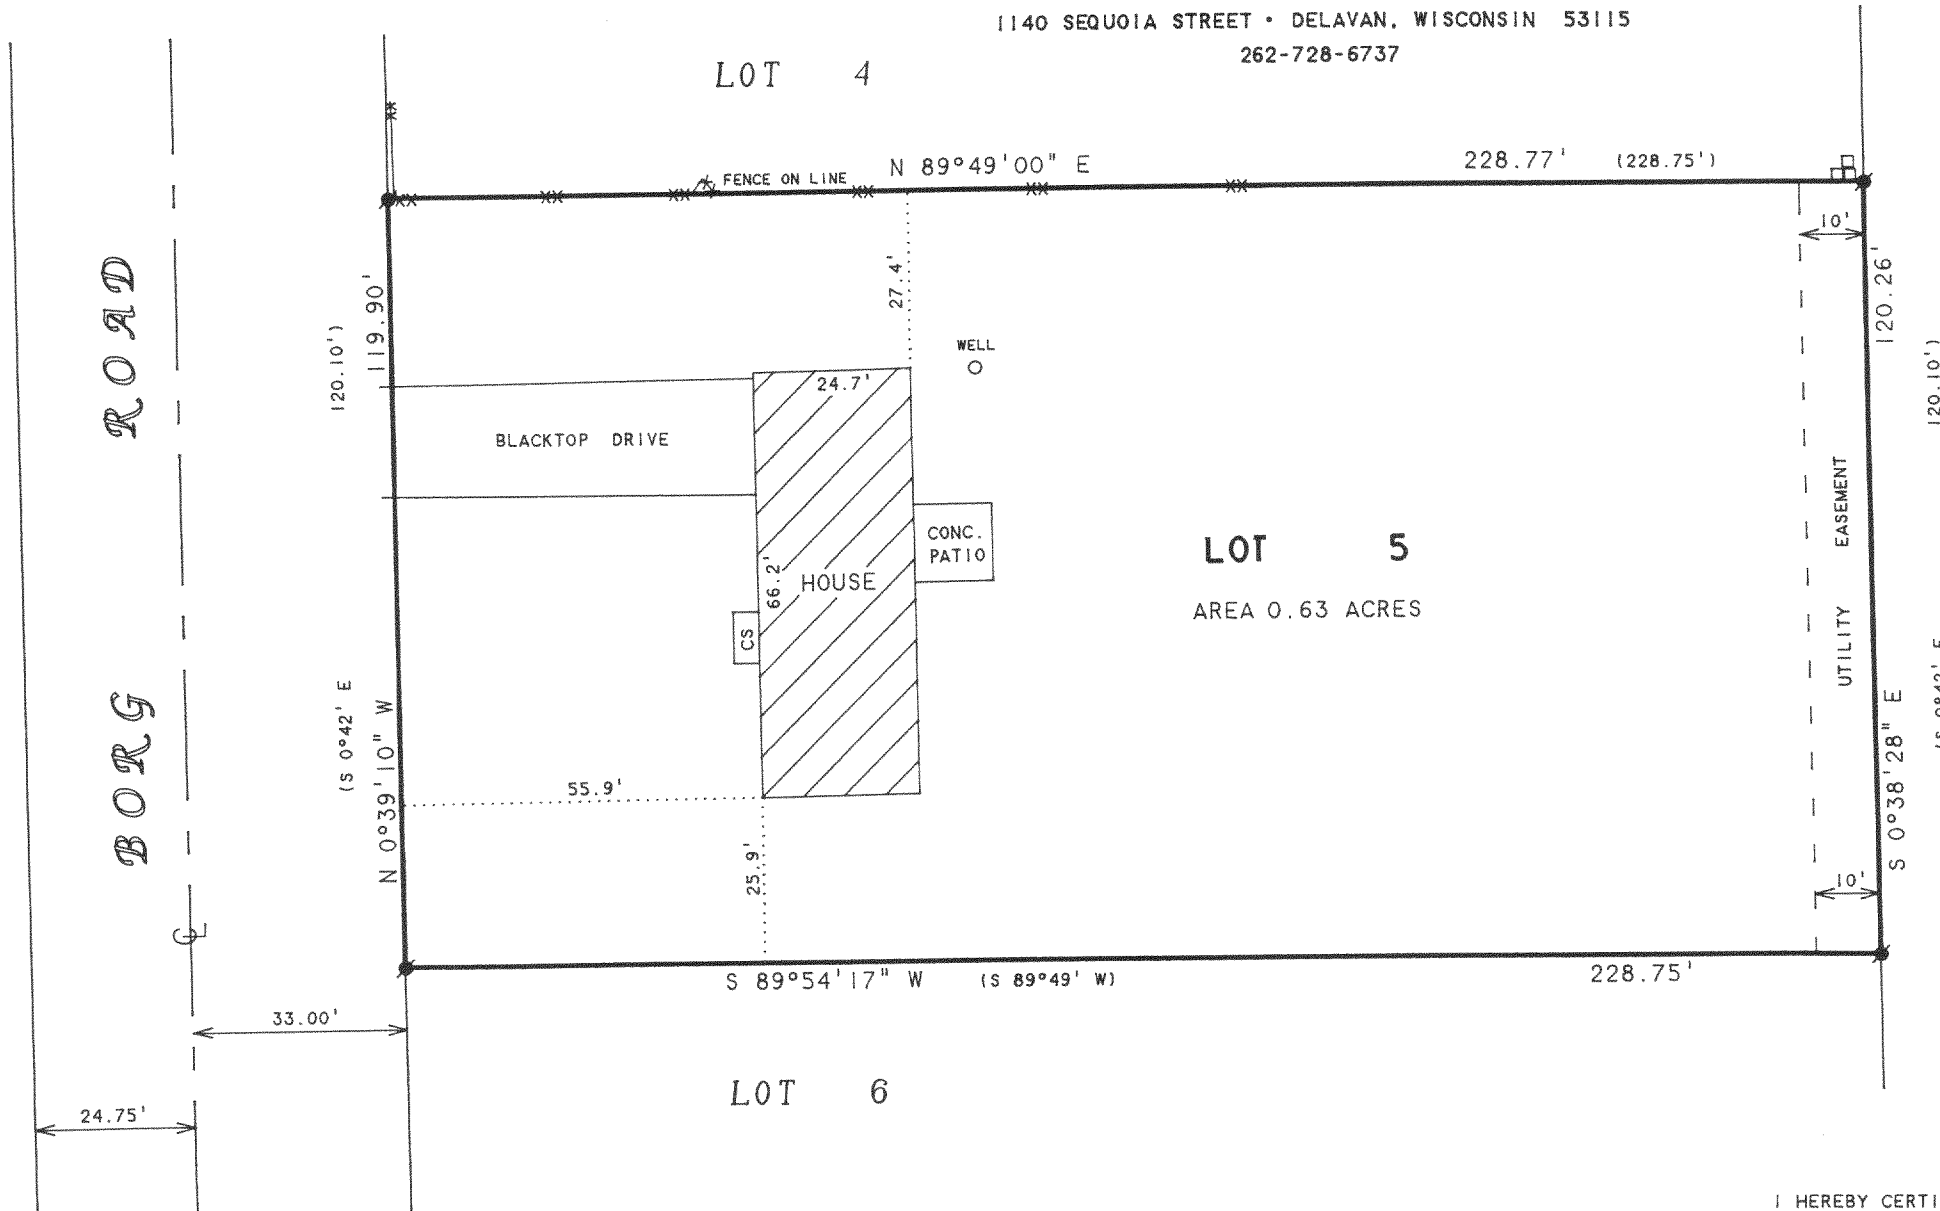 1140 SEQUOIA STREET • DELAVAN, WISCONSIN 53115
262-728-6737
LOT 4
N 89°49'00" E
228.77' (228.75')
FENCE ON LINE
10'
27.4'
119.90'
(120.10')
120.26'
120.10')
WELL
24.7'
BLACKTOP DRIVE
CONC.
PATIO
66.2'
HOUSE
CS
LOT 5
AREA 0.63 ACRES
UTILITY EASEMENT
BORG ROAD
(S 0°42' E
N 0°39'10" W
S 0°38'28" E
55.9'
25.9'
10'
S 89°54'17" W (S 89°49' W)
228.75'
33.00'
24.75'
LOT 6
I HEREBY CERTI